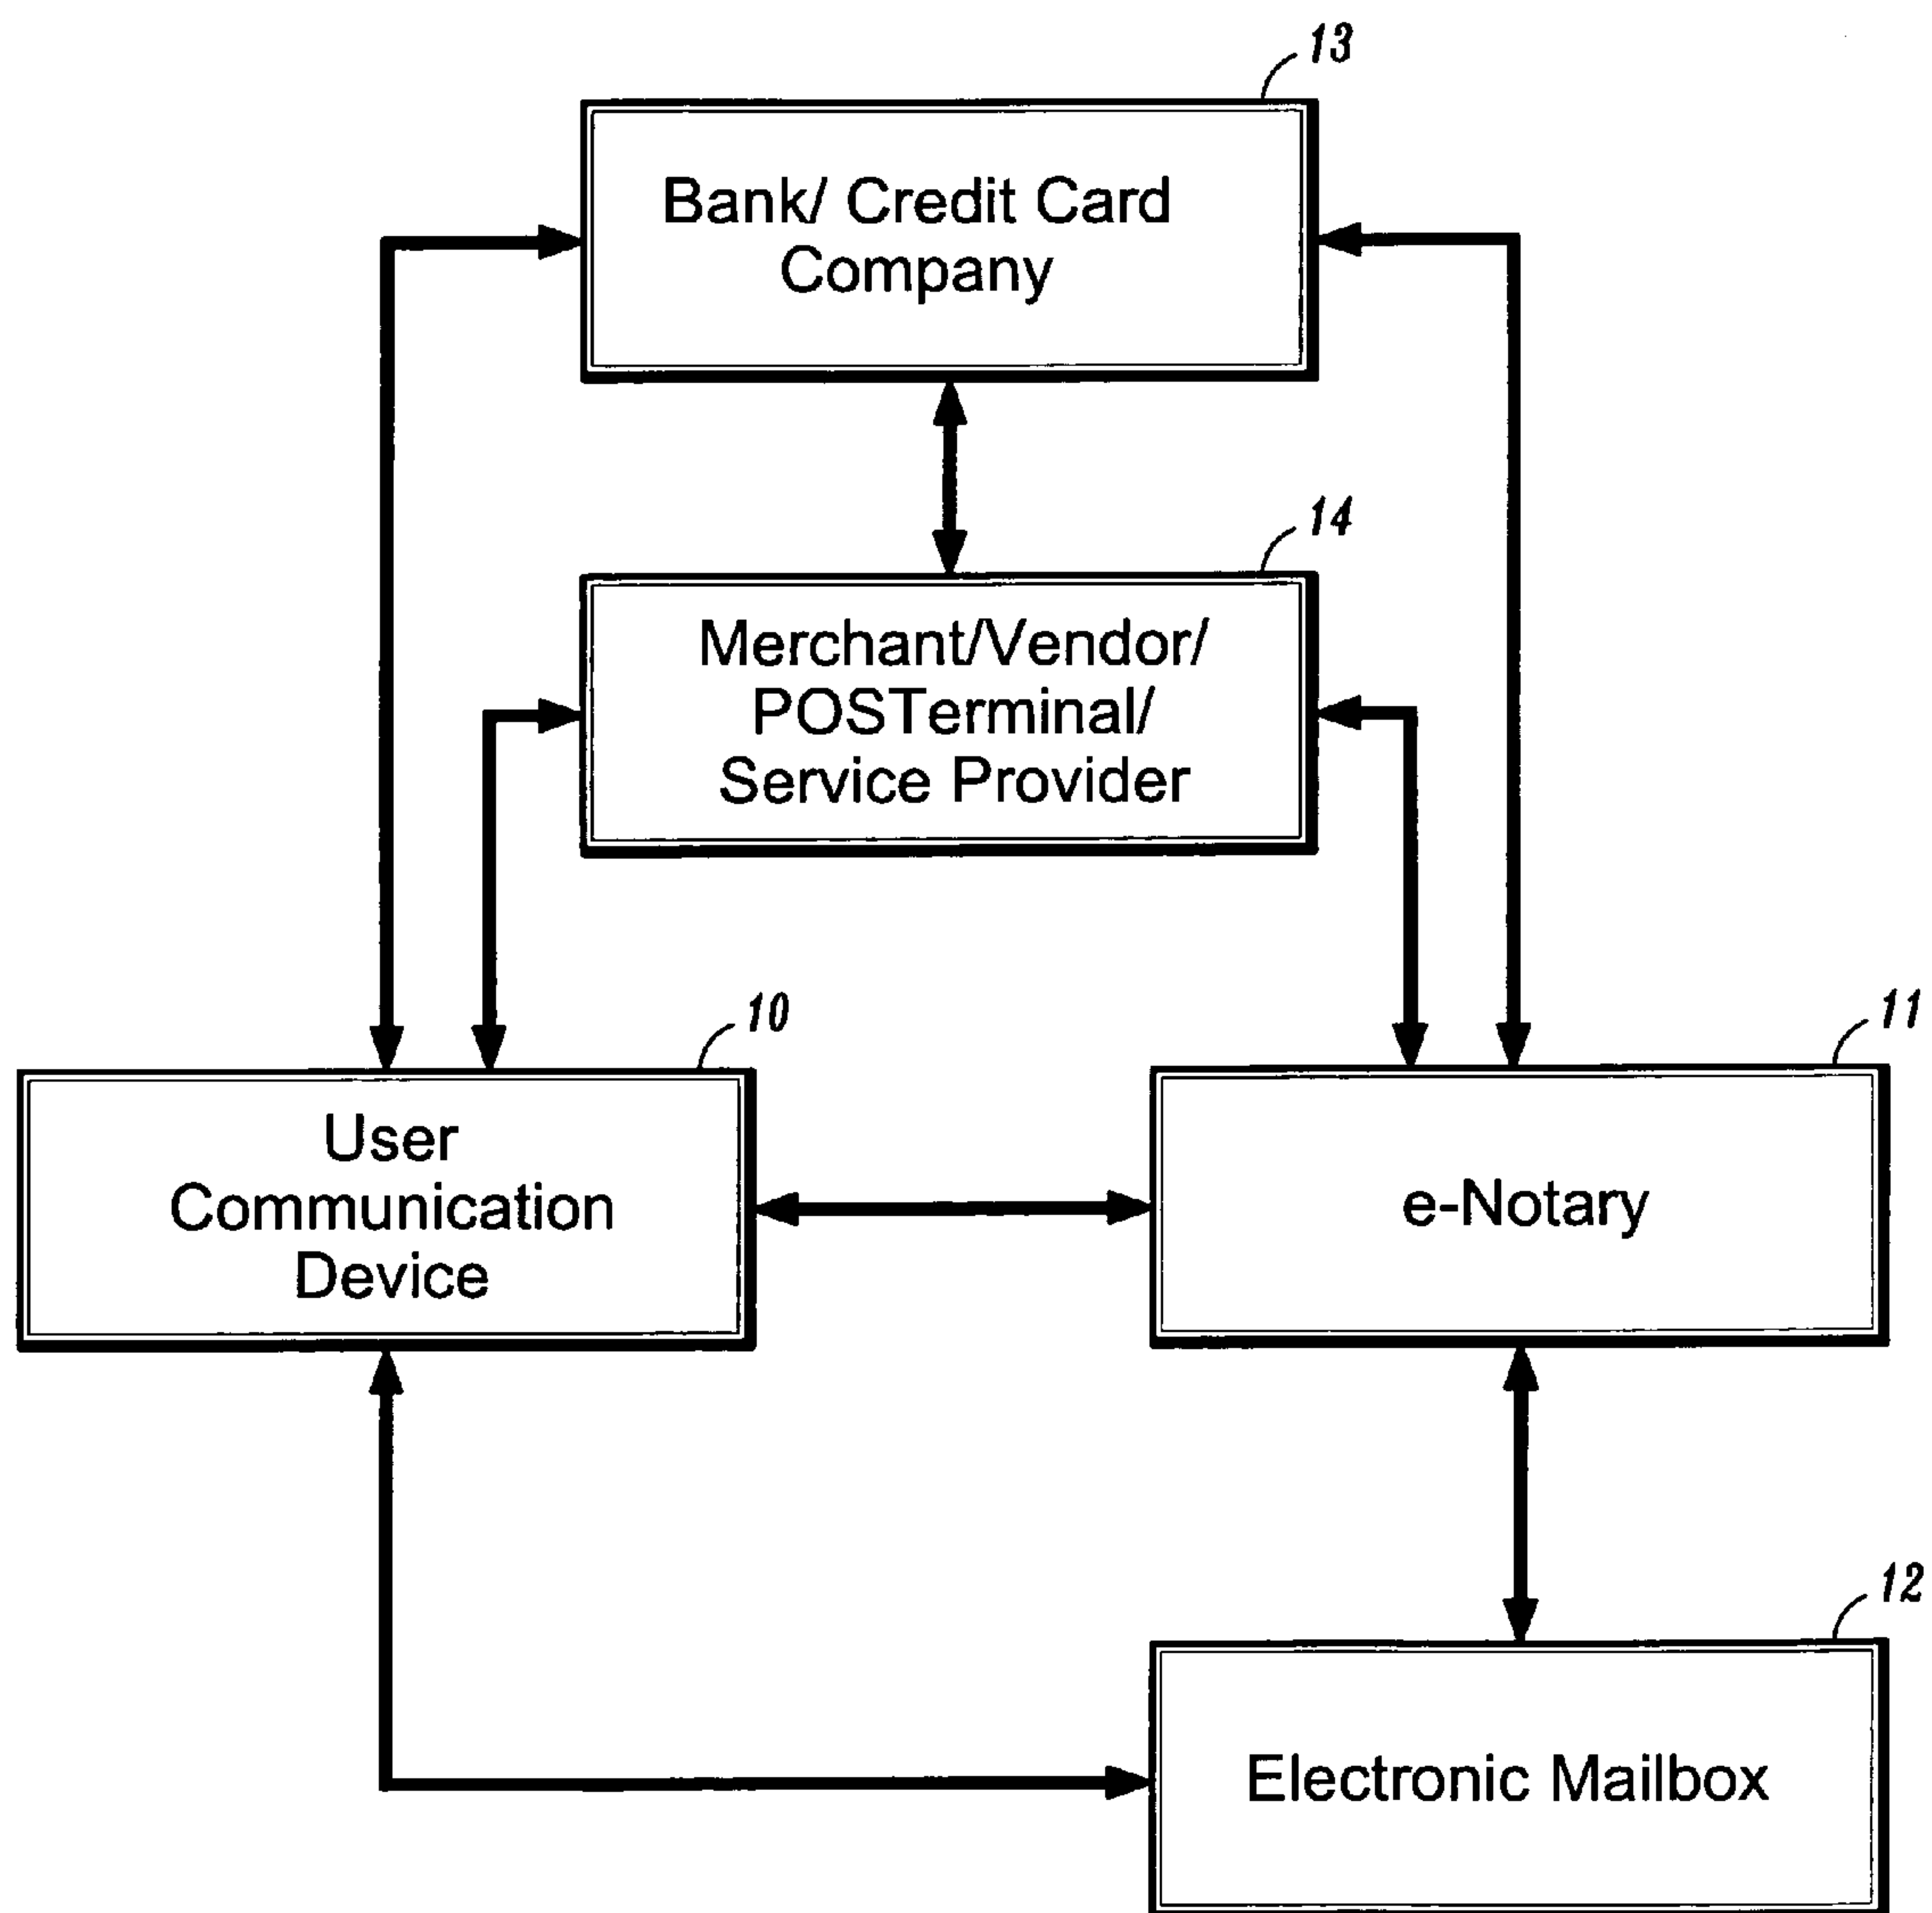 13
Bank/ Credit Card
Company
14
Merchant/Vendor/
POSTerminal/
Service Provider
10
User
Communication
Device
11
e-Notary
12
Electronic Mailbox